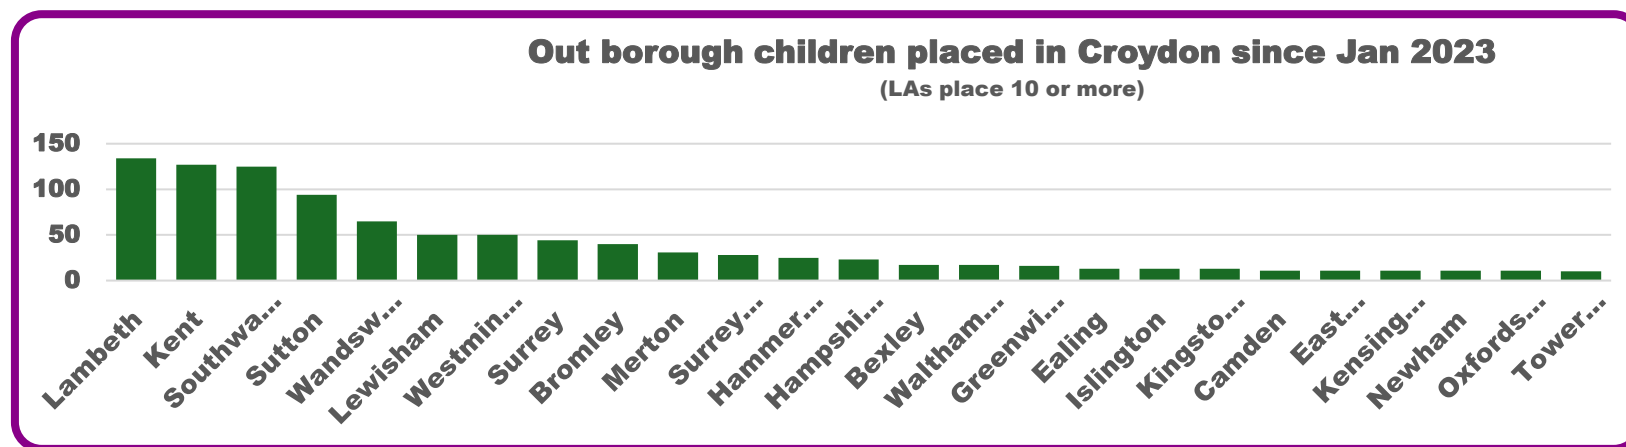 Out borough children placed in Croydon since Jan 2023
(LAs place 10 or more)
150
100
50
0
Lambeth
Kent
Southwa...
Sutton
Wandsw...
Lewisham
Westmin...
Surrey
Bromley
Merton
Surrey...
Hammer...
Hampshi...
Bexley
Waltham...
Greenwi...
Ealing
Islington
Kingsto...
Camden
East...
Kensing...
Newham
Oxfords...
Tower...